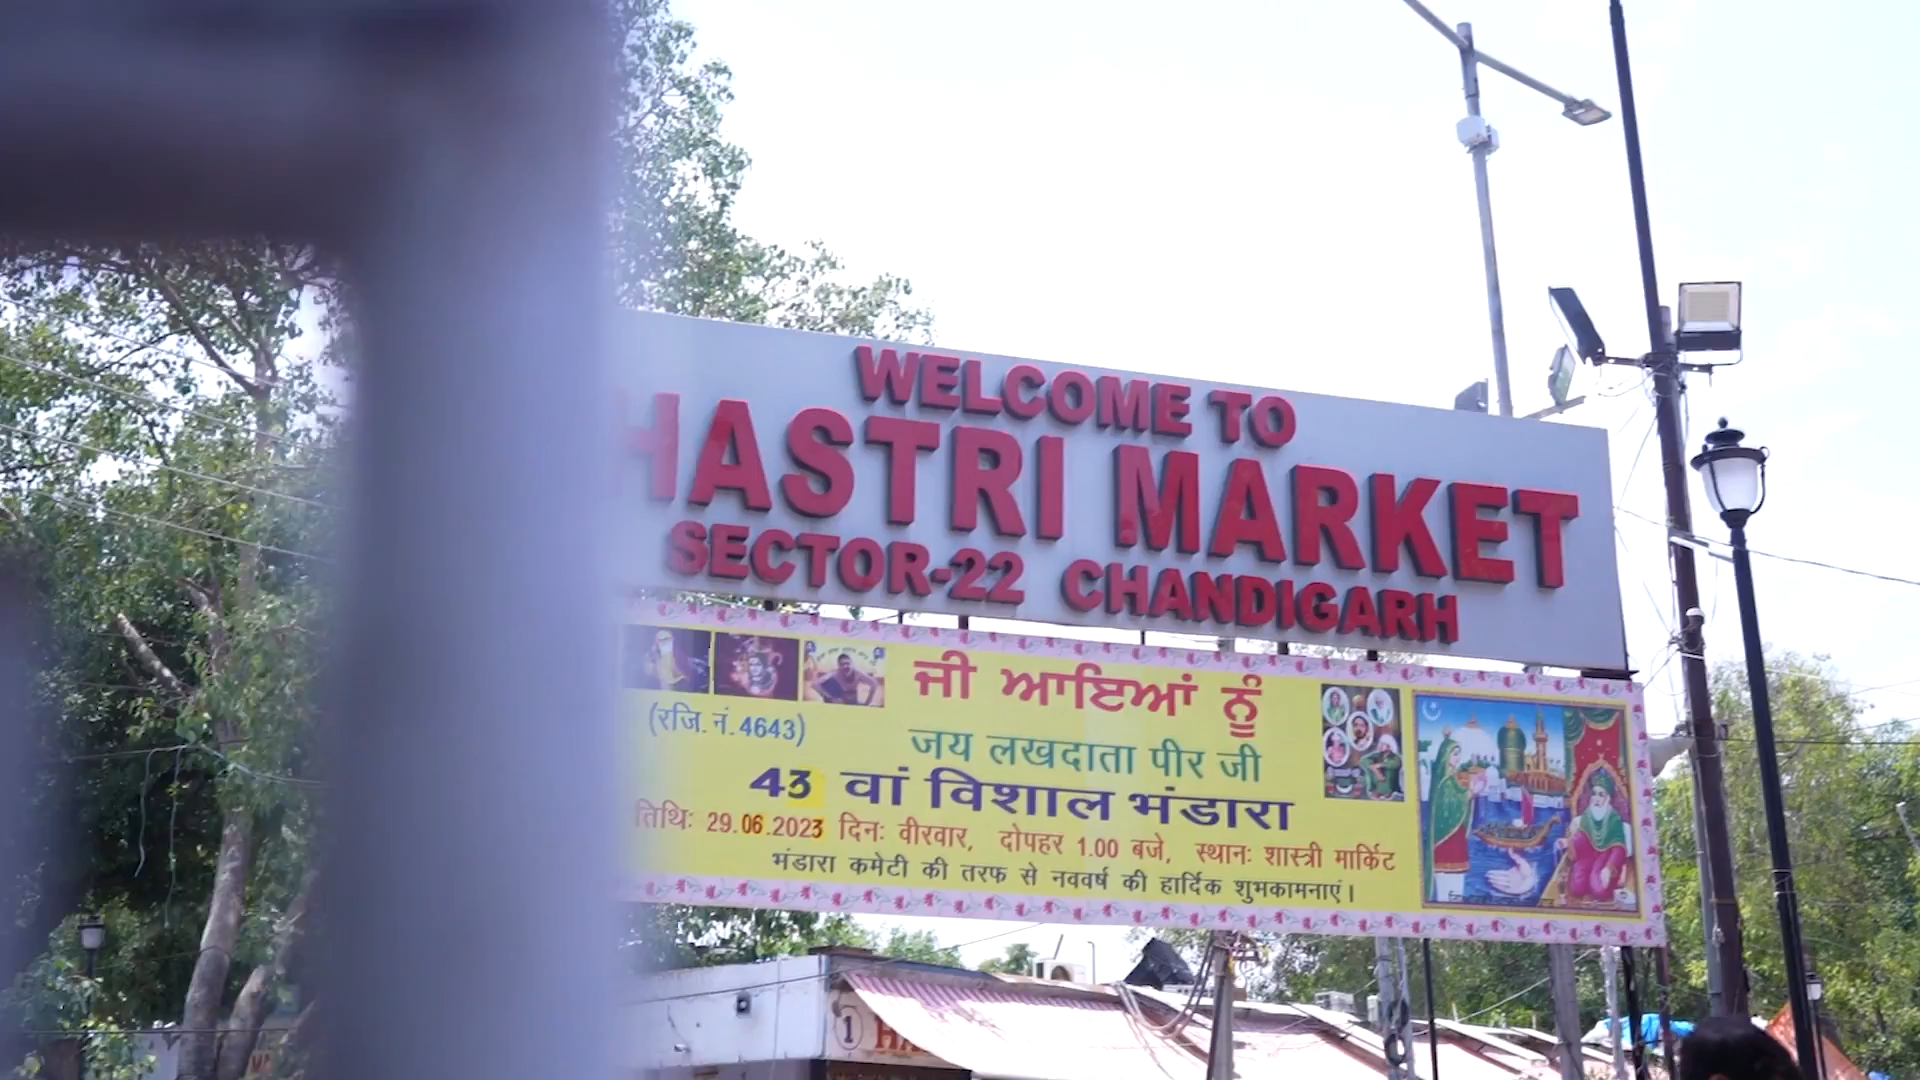 WELCOME TO
HASTRI MARKET
SECTOR-22 CHANDIGARH
ਜੀ ਆਇਆਂ ਨੂੰ
(रजि. नं. 4643)
जय लखदाता पीर जी
43 वां विशाल भंडारा
तिथि: 29.06.2023 दिन: वीरवार, दोपहर 1.00 बजे, स्थान: शास्त्री मार्किट
भंडारा कमेटी की तरफ से नववर्ष की हार्दिक शुभकामनाएं।
1